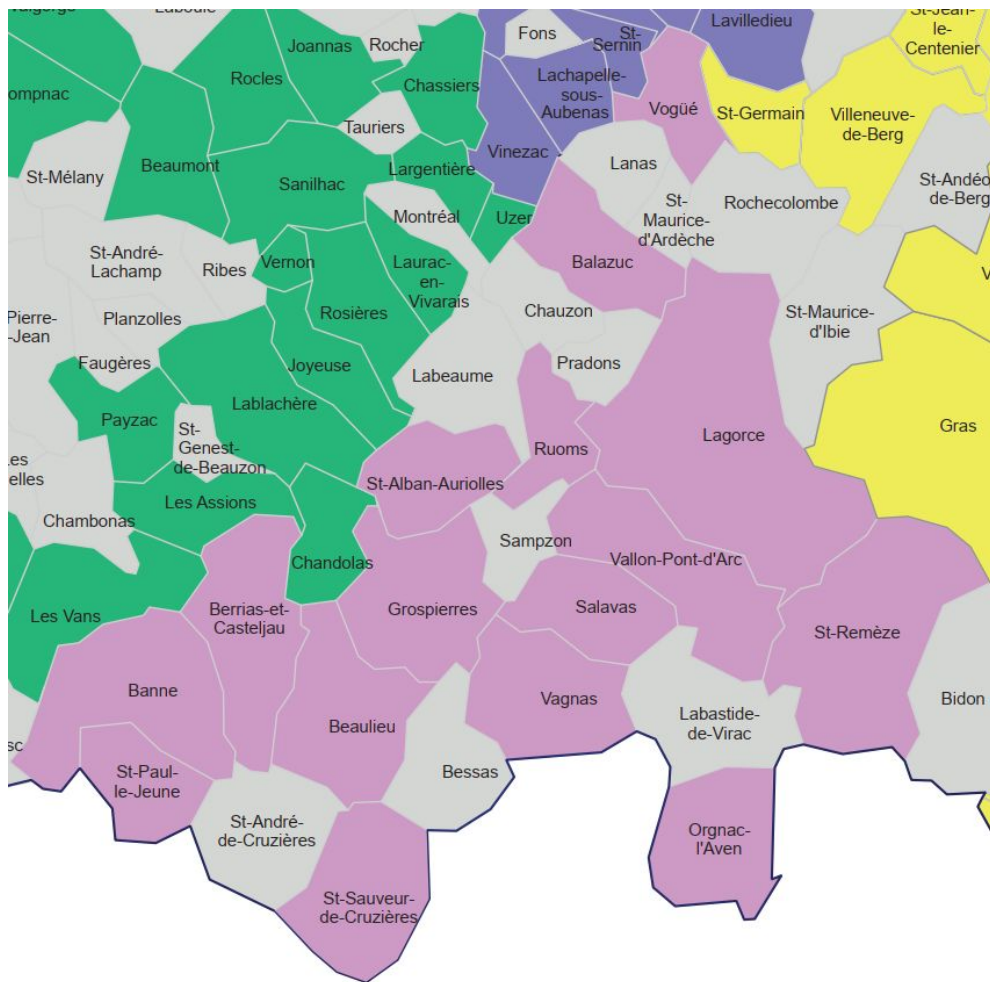 Lavilledieu
St-Jean-
le-
Centenier
Fons
St-
Sernin
Joannas
Rocher
Rocles
Chassiers
Lachapelle-
sous-
Aubenas
Vogüé
St-Germain
Villeneuve-
de-Berg
ompnac
Tauriers
Vinezac
Beaumont
St-Mélany
Sanilhac
Largentière
Lanas
St-Andéo
de-Berg
Montréal
Uzer
St-
Maurice-
d'Ardèche
Rochecolombe
St-André-
Lachamp
Ribes
Vernon
Laurac-
en-
Vivarais
Balazuc
V
Pierre-
-Jean
Planzolles
Rosières
Chauzon
St-Maurice-
d'Ibie
Faugères
Joyeuse
Labeaume
Pradons
Payzac
Lablachère
St-
Genest-
de-Beauzon
Ruoms
Lagorce
Gras
es
elles
Les Assions
St-Alban-Auriolles
Chambonas
Sampzon
Chandolas
Vallon-Pont-d'Arc
Les Vans
Berrias-et-
Casteljau
Grospierres
Salavas
St-Remèze
Banne
Beaulieu
Vagnas
Labastide-
de-Virac
Bidon
sc
St-Paul-
le-Jeune
Bessas
St-André-
de-Cruzières
Orgnac-
l'Aven
St-Sauveur-
de-Cruzières